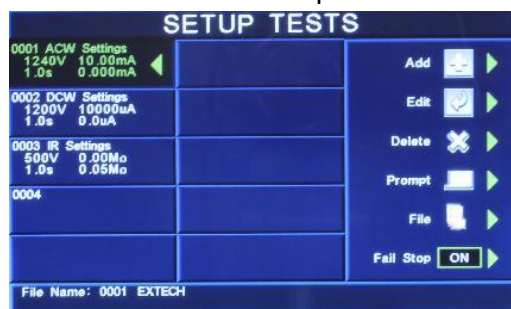 SETUP TESTS
0001 ACW Settings
1240V 10.00mA
1.0s 0.000mA
0002 DCW Settings
1200V 10000uA
1.0s 0.0uA
0003 IR Settings
500V 0.00MΩ
1.0s 0.05MΩ
0004
Add
Edit
Delete
Prompt
File
Fail Stop ON
File Name: 0001 EXTECH